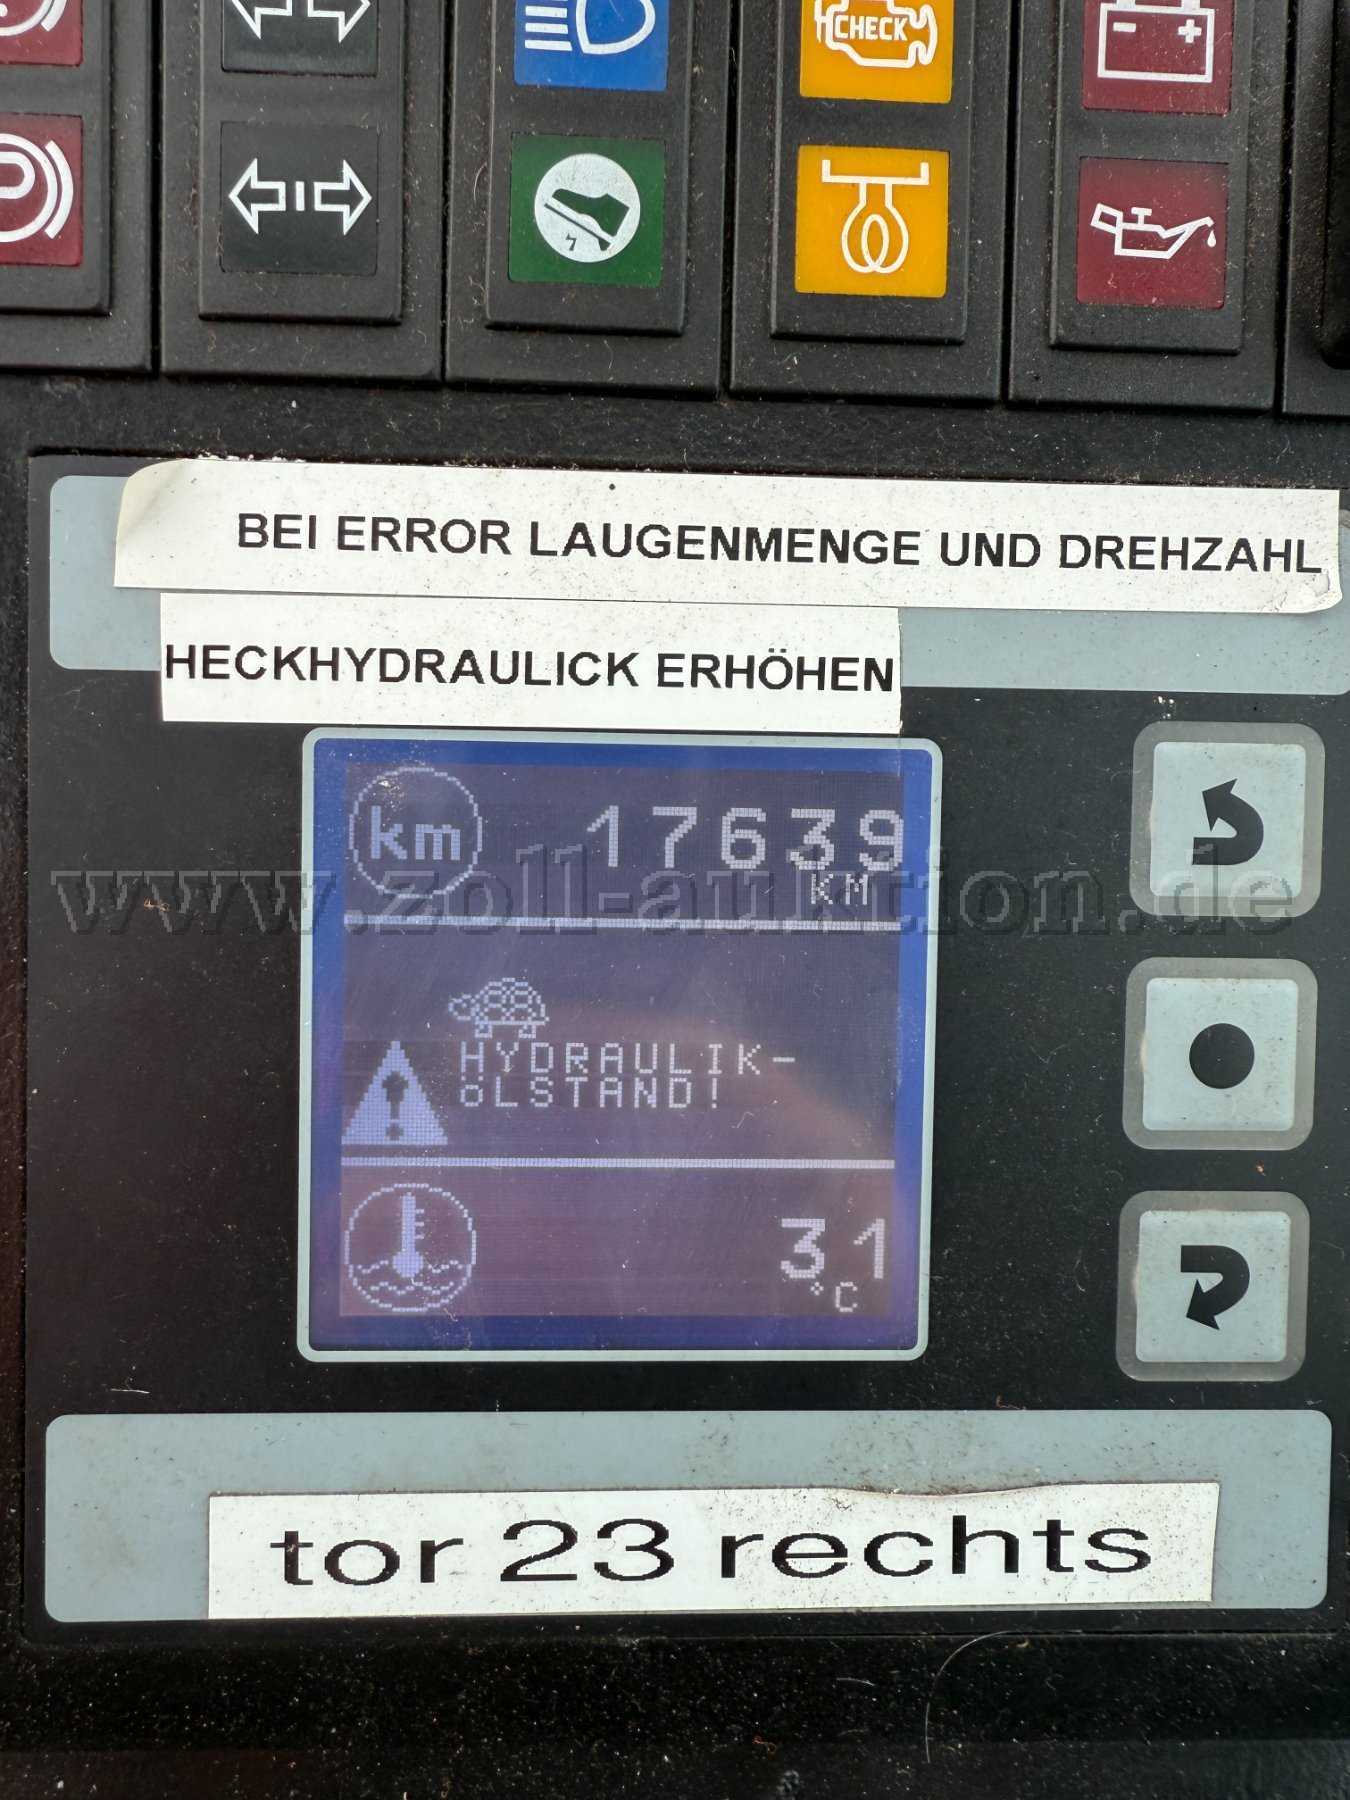 CHECK
P
BEI ERROR LAUGENMENGE UND DREHZAHL
HECKHYDRAULICK ERHÖHEN
km 17639
KM
www.zoll-auktion.de
HYDRAULIK-
ÖLSTAND!
31
°C
tor 23 rechts